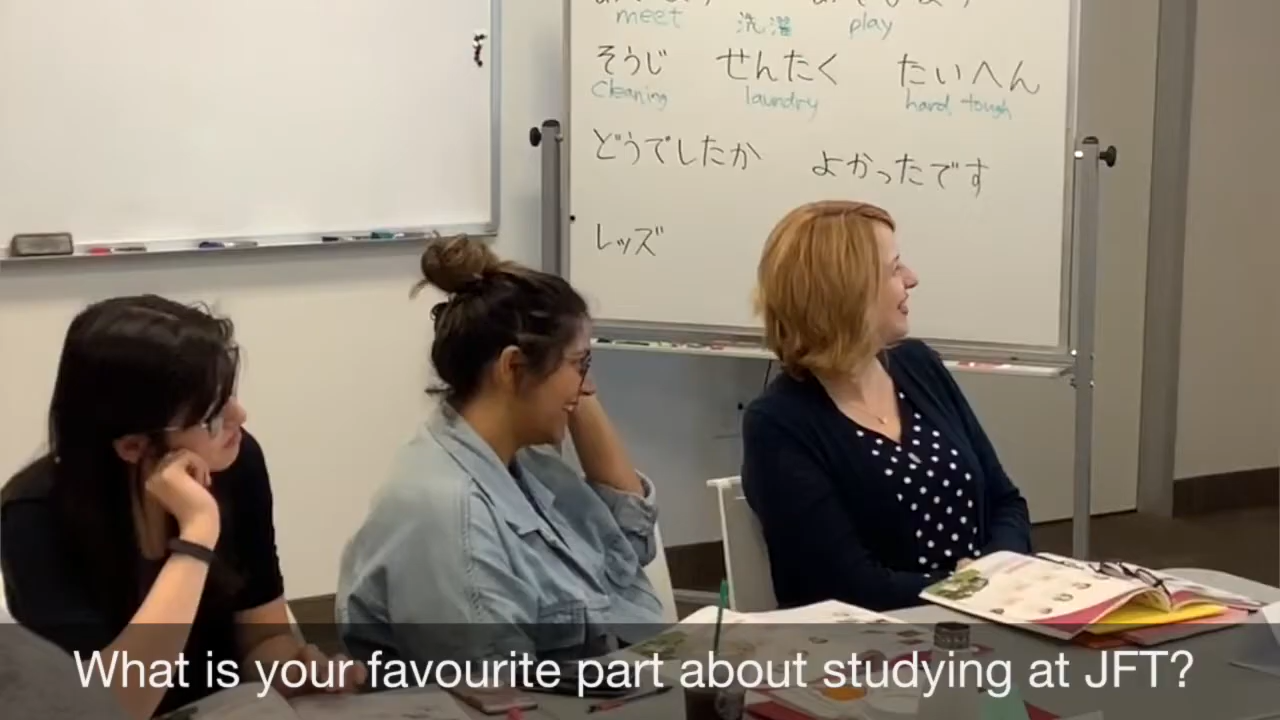 meet 洗濯 play
そうじ せんたく たいへん
cleaning laundry hard, tough
どうでしたか よかったです
レッズ
What is your favourite part about studying at JFT?